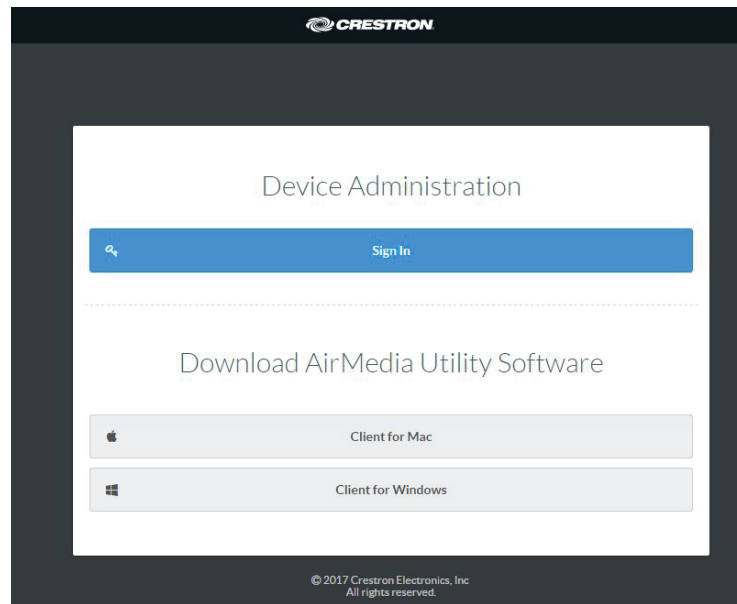 CRESTRON
Device Administration
Sign In
Download AirMedia Utility Software
Client for Mac
Client for Windows
© 2017 Crestron Electronics, Inc
All rights reserved.